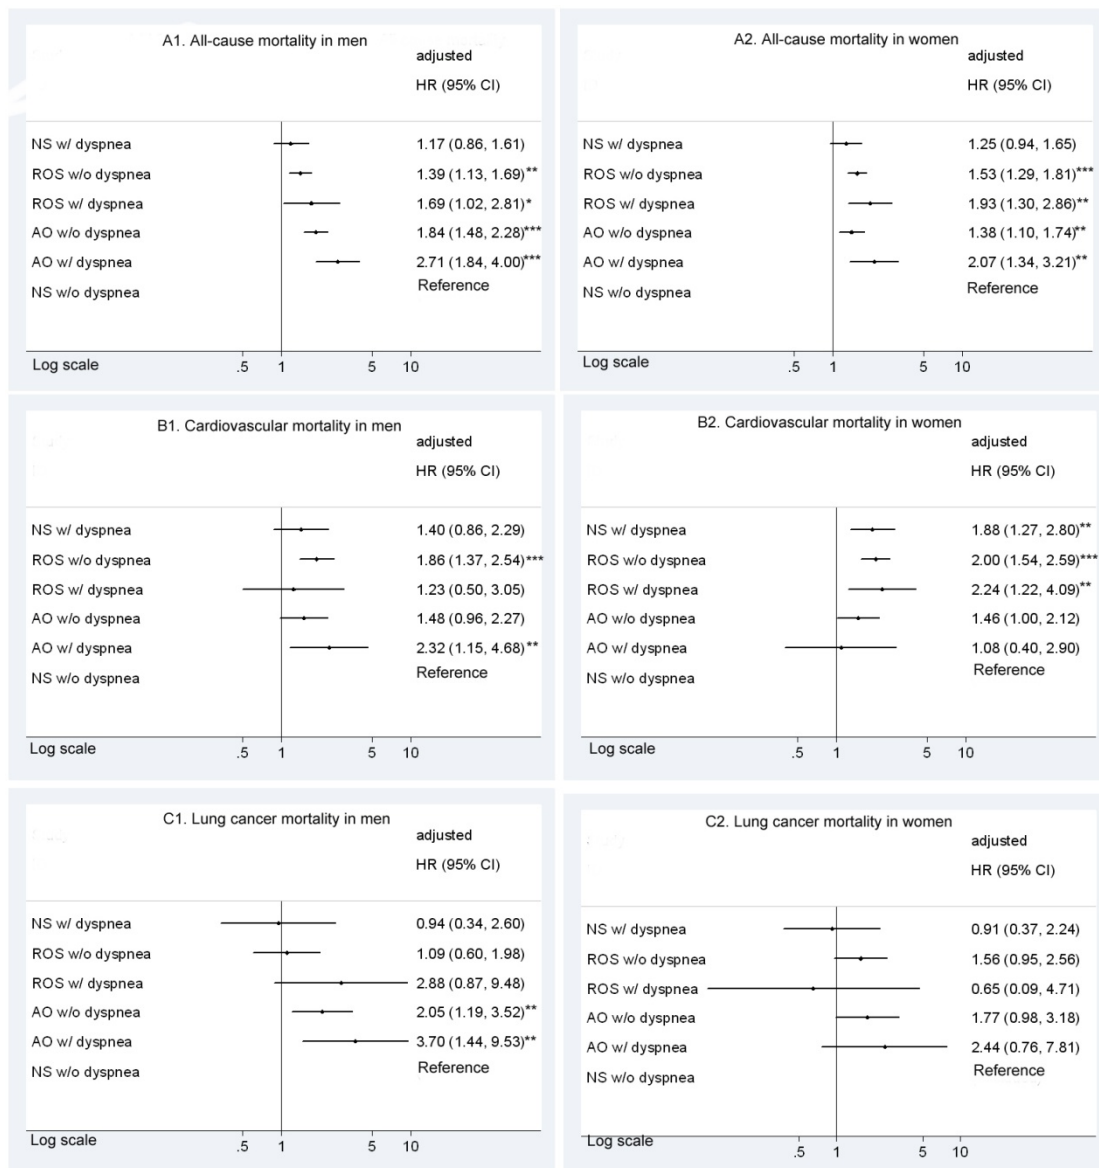 A1. All-cause mortality in men
adjusted
HR (95% CI)
NS w/ dyspnea 1.17 (0.86, 1.61)
ROS w/o dyspnea 1.39 (1.13, 1.69)**
ROS w/ dyspnea 1.69 (1.02, 2.81)*
AO w/o dyspnea 1.84 (1.48, 2.28)***
AO w/ dyspnea 2.71 (1.84, 4.00)***
NS w/o dyspnea Reference
Log scale .5 1 5 10
A2. All-cause mortality in women
adjusted
HR (95% CI)
NS w/ dyspnea 1.25 (0.94, 1.65)
ROS w/o dyspnea 1.53 (1.29, 1.81)***
ROS w/ dyspnea 1.93 (1.30, 2.86)**
AO w/o dyspnea 1.38 (1.10, 1.74)**
AO w/ dyspnea 2.07 (1.34, 3.21)**
NS w/o dyspnea Reference
Log scale .5 1 5 10
B1. Cardiovascular mortality in men
adjusted
HR (95% CI)
NS w/ dyspnea 1.40 (0.86, 2.29)
ROS w/o dyspnea 1.86 (1.37, 2.54)***
ROS w/ dyspnea 1.23 (0.50, 3.05)
AO w/o dyspnea 1.48 (0.96, 2.27)
AO w/ dyspnea 2.32 (1.15, 4.68)**
NS w/o dyspnea Reference
Log scale .5 1 5 10
B2. Cardiovascular mortality in women
adjusted
HR (95% CI)
NS w/ dyspnea 1.88 (1.27, 2.80)**
ROS w/o dyspnea 2.00 (1.54, 2.59)***
ROS w/ dyspnea 2.24 (1.22, 4.09)**
AO w/o dyspnea 1.46 (1.00, 2.12)
AO w/ dyspnea 1.08 (0.40, 2.90)
NS w/o dyspnea Reference
Log scale .5 1 5 10
C1. Lung cancer mortality in men
adjusted
HR (95% CI)
NS w/ dyspnea 0.94 (0.34, 2.60)
ROS w/o dyspnea 1.09 (0.60, 1.98)
ROS w/ dyspnea 2.88 (0.87, 9.48)
AO w/o dyspnea 2.05 (1.19, 3.52)**
AO w/ dyspnea 3.70 (1.44, 9.53)**
NS w/o dyspnea Reference
Log scale .5 1 5 10
C2. Lung cancer mortality in women
adjusted
HR (95% CI)
NS w/ dyspnea 0.91 (0.37, 2.24)
ROS w/o dyspnea 1.56 (0.95, 2.56)
ROS w/ dyspnea 0.65 (0.09, 4.71)
AO w/o dyspnea 1.77 (0.98, 3.18)
AO w/ dyspnea 2.44 (0.76, 7.81)
NS w/o dyspnea Reference
Log scale .5 1 5 10